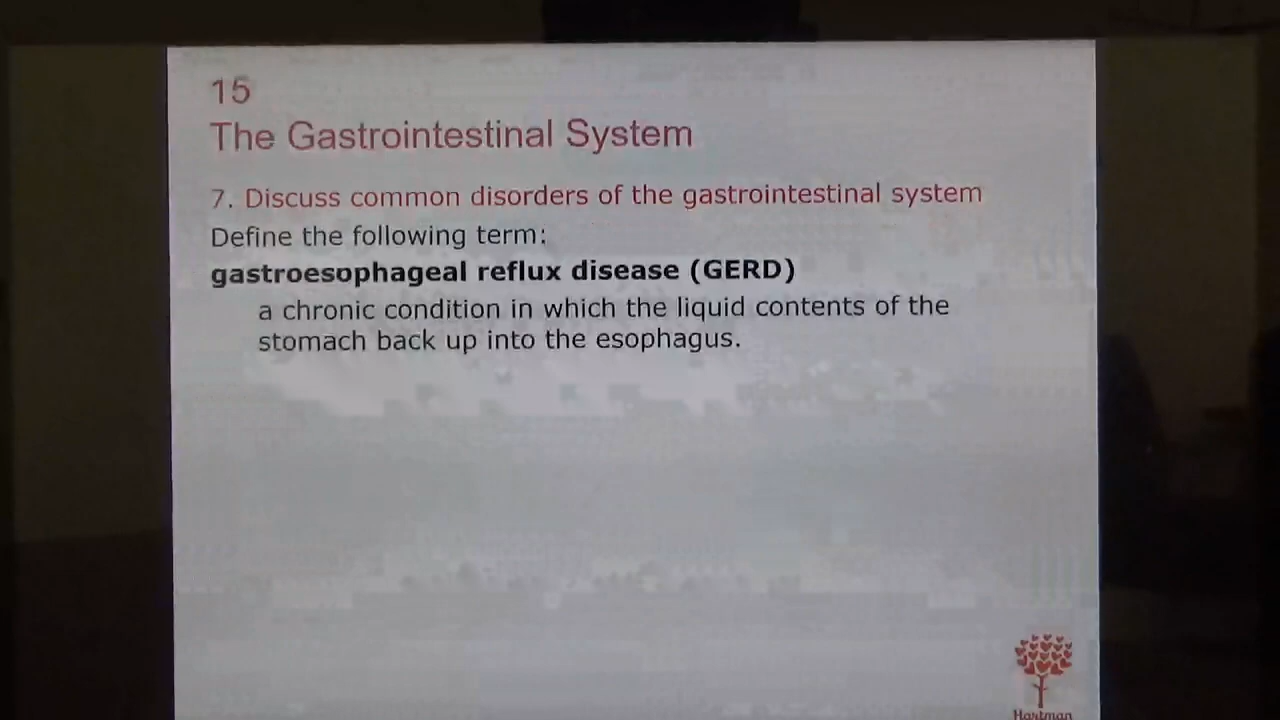 15
The Gastrointestinal System
7. Discuss common disorders of the gastrointestinal system
Define the following term:
gastroesophageal reflux disease (GERD)
a chronic condition in which the liquid contents of the
stomach back up into the esophagus.
Hartman